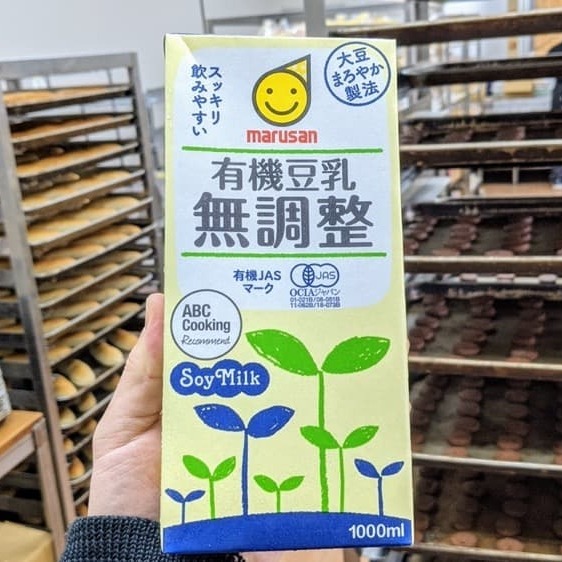 スッキリ
飲みやすい
marusan
大豆
まろやか
製法
有機豆乳
無調整
有機JAS
マーク
JAS
OCIAジャパン
ABC
Cooking
Recommend
SoyMilk
1000ml